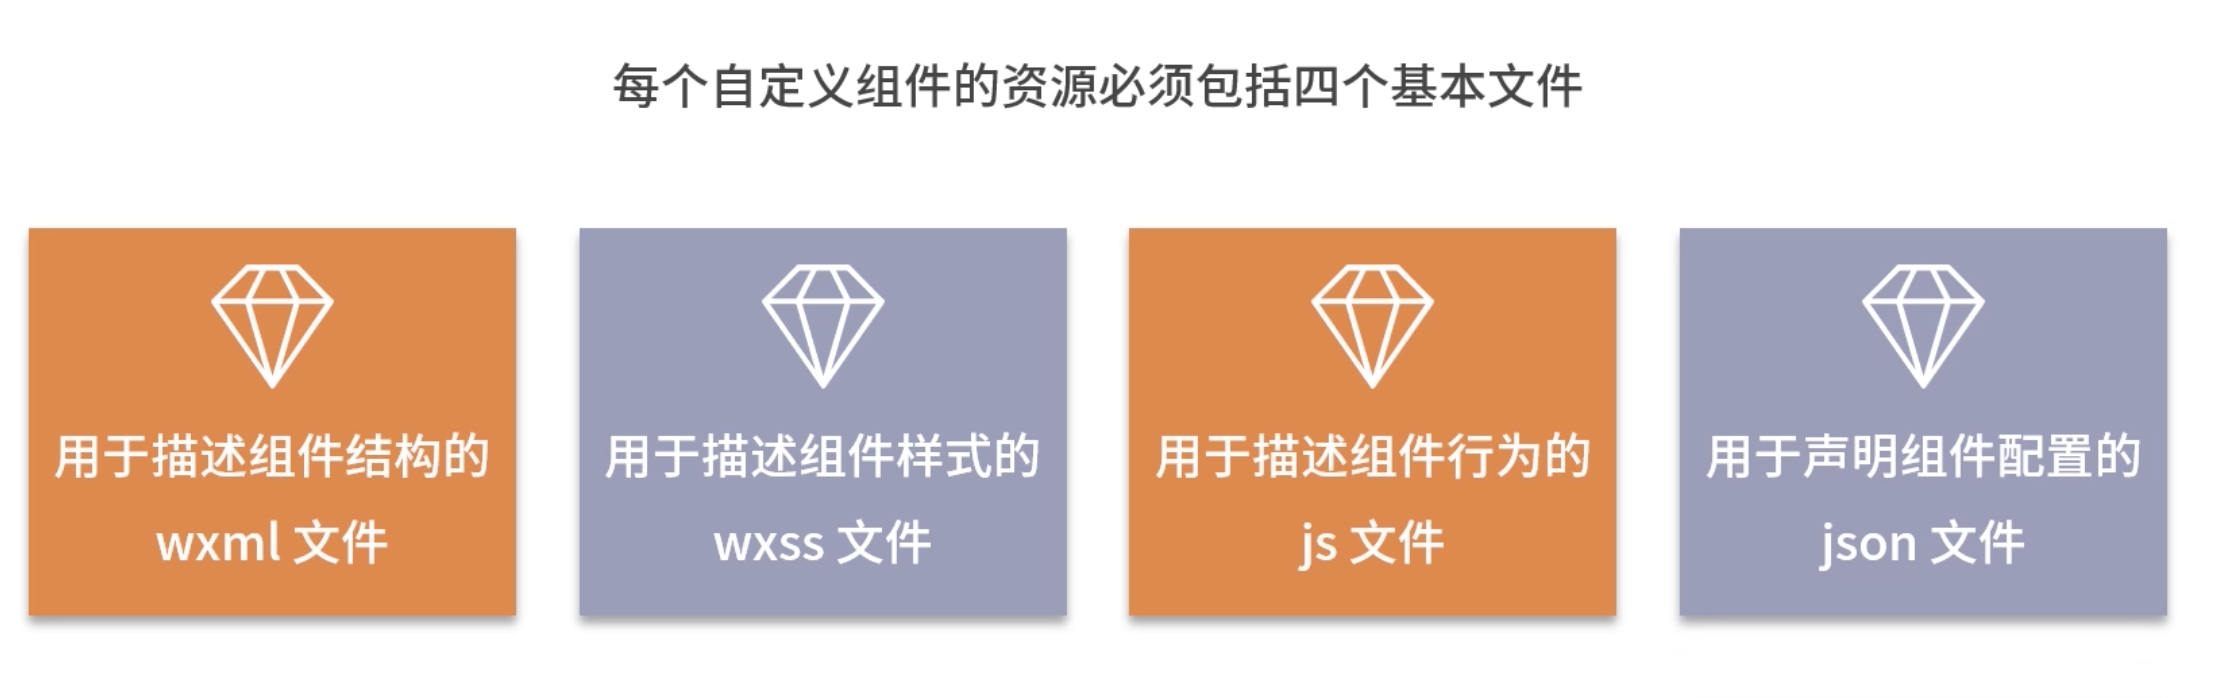 每个自定义组件的资源必须包括四个基本文件
用于描述组件结构的
wxml 文件
用于描述组件样式的
wxss 文件
用于描述组件行为的
js 文件
用于声明组件配置的
json 文件